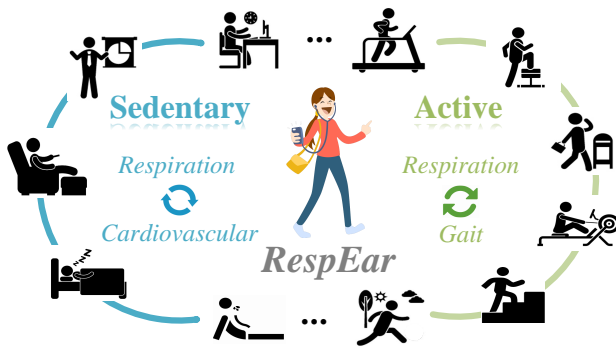 Sedentary
Active
Respiration
Respiration
Cardiovascular
Gait
RespEar